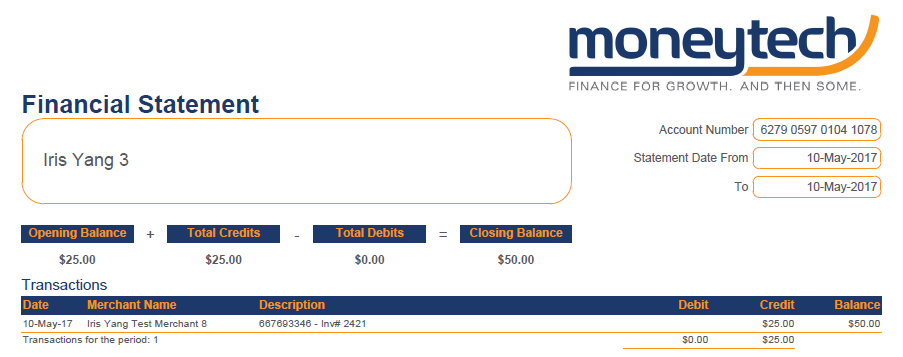 moneytech
FINANCE FOR GROWTH. AND THEN SOME.
Financial Statement
Iris Yang 3
Account Number 6279 0597 0104 1078
Statement Date From 10-May-2017
To 10-May-2017
Opening Balance + Total Credits - Total Debits = Closing Balance
$25.00 $25.00 $0.00 $50.00
Transactions
Date Merchant Name Description Debit Credit Balance
10-May-17 Iris Yang Test Merchant 8 667693346 - Inv# 2421 $25.00 $50.00
Transactions for the period: 1 $0.00 $25.00